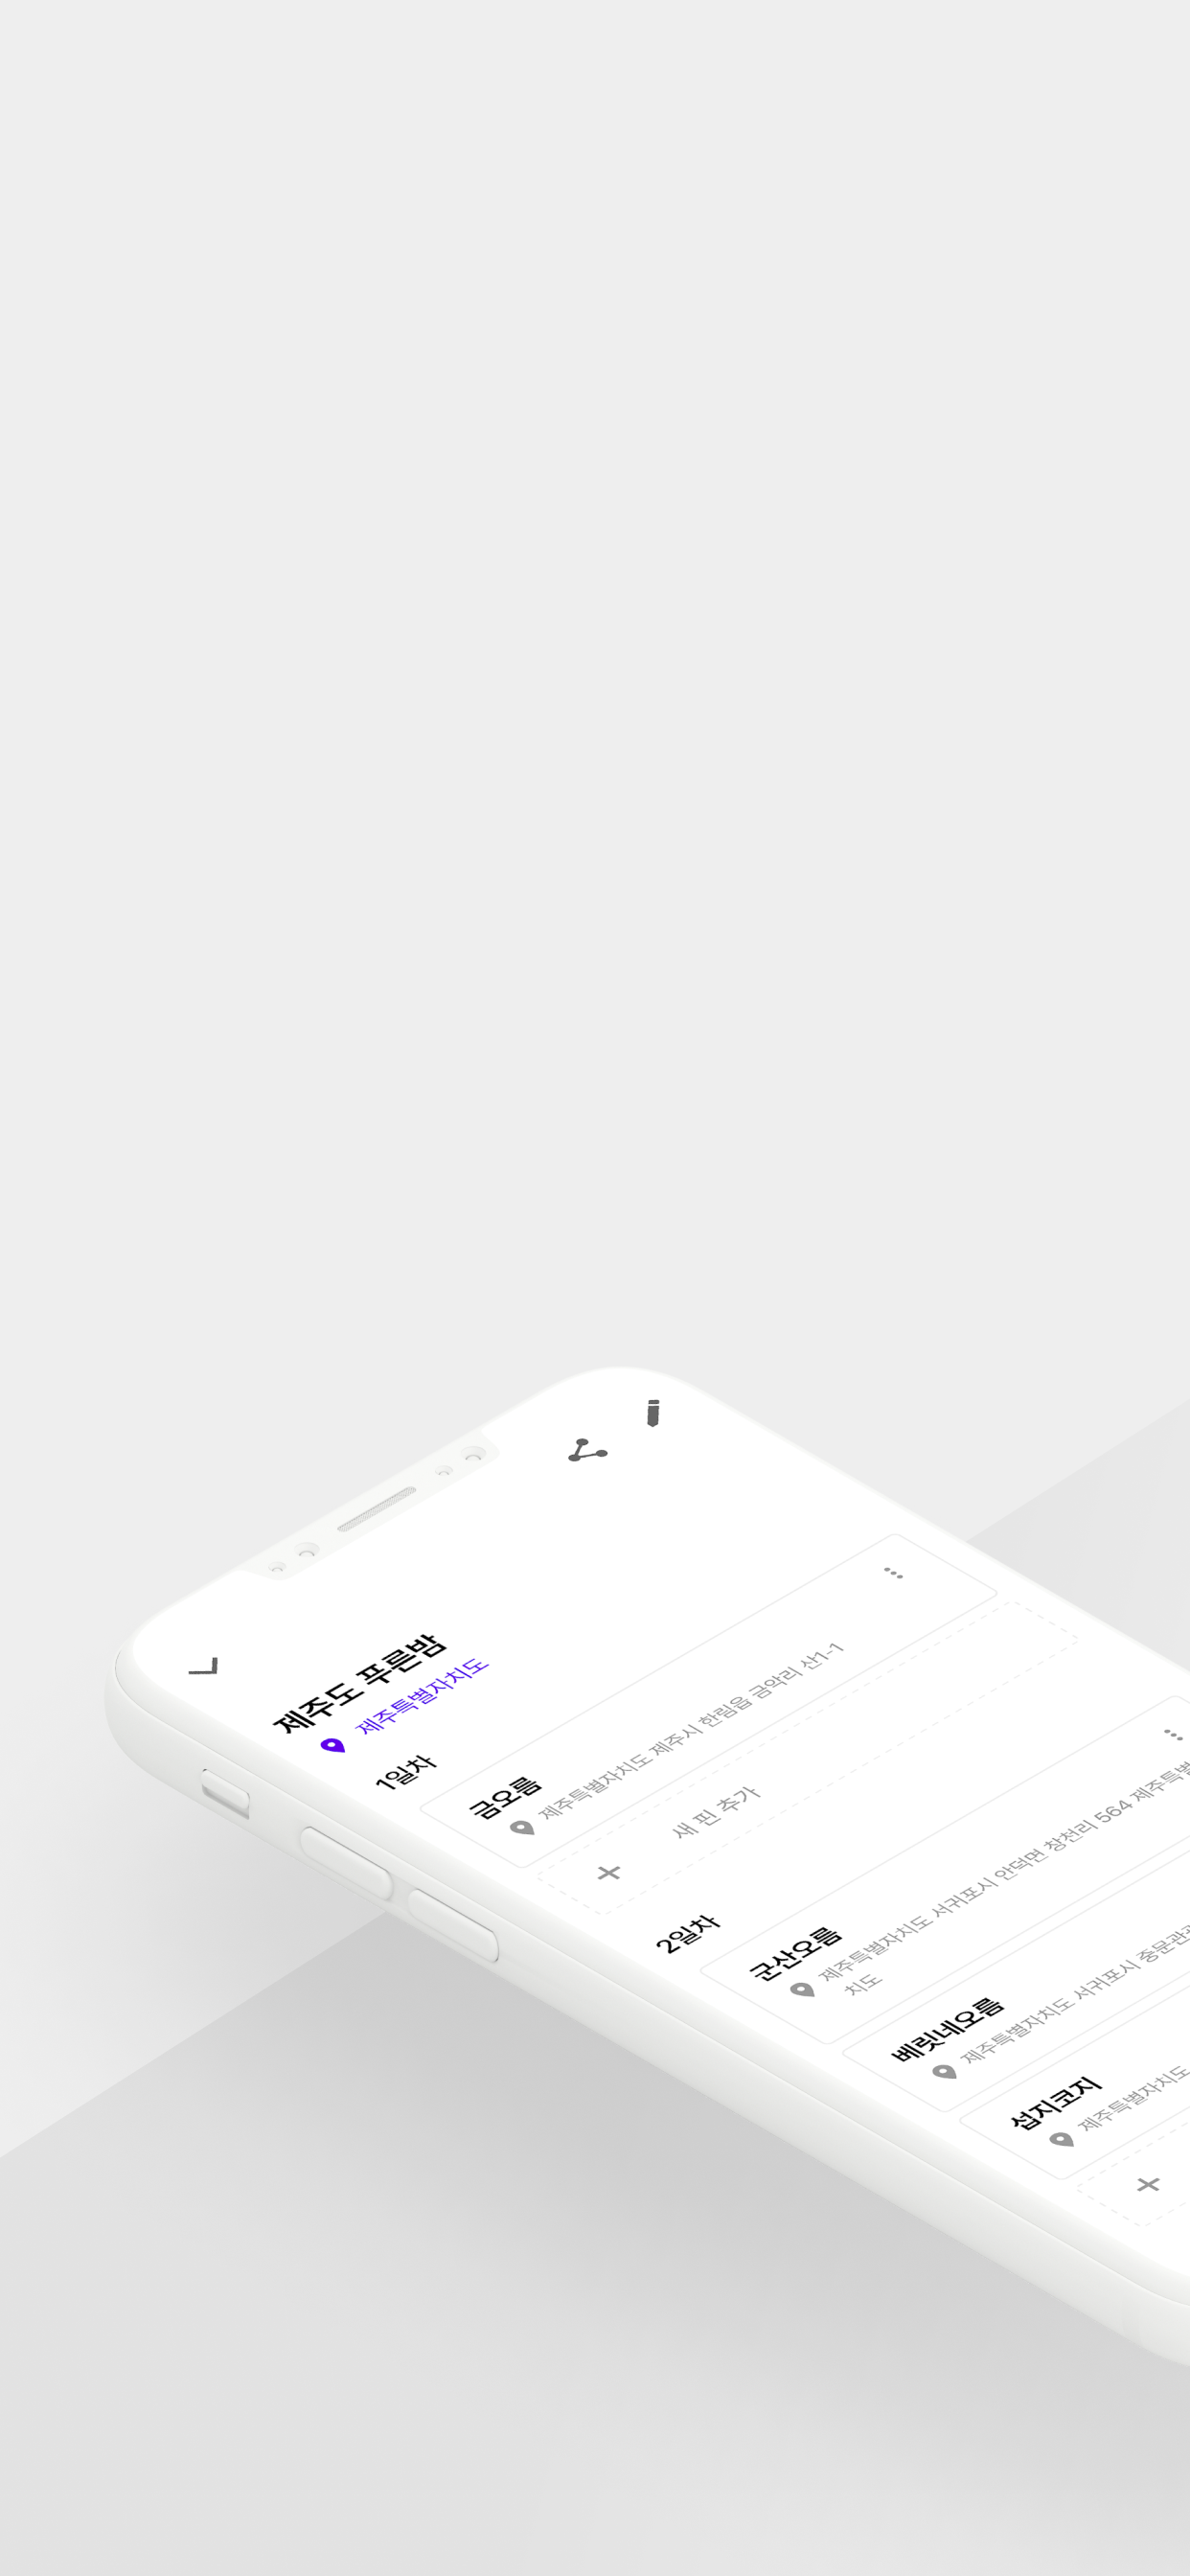 제주도 푸른밤
제주특별자치도
1일차
금오름
제주특별자치도 제주시 한림읍 금악리 산1-1
새 핀 추가
2일차
군산오름
제주특별자치도 서귀포시 안덕면 창천리 564 제주특별
치도
베릿네오름
제주특별자치도 서귀포시 중문관광
섭지코지
제주특별자치도